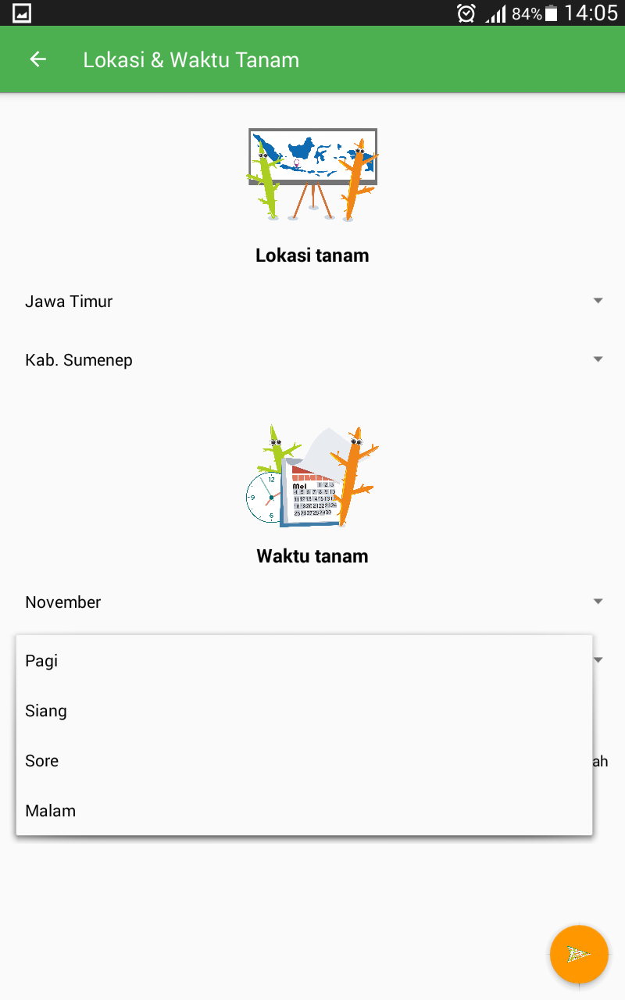 84% 14:05
Lokasi & Waktu Tanam
Lokasi tanam
Jawa Timur
Kab. Sumenep
12
9
6
Mei
1 2 3
4 5 6 7 8 9 10
11 12 13 14 15 16 17
18 19 20 21 22 23 24
25 26 27 28 29 30
Waktu tanam
November
Pagi
Siang
Sore
ah
Malam